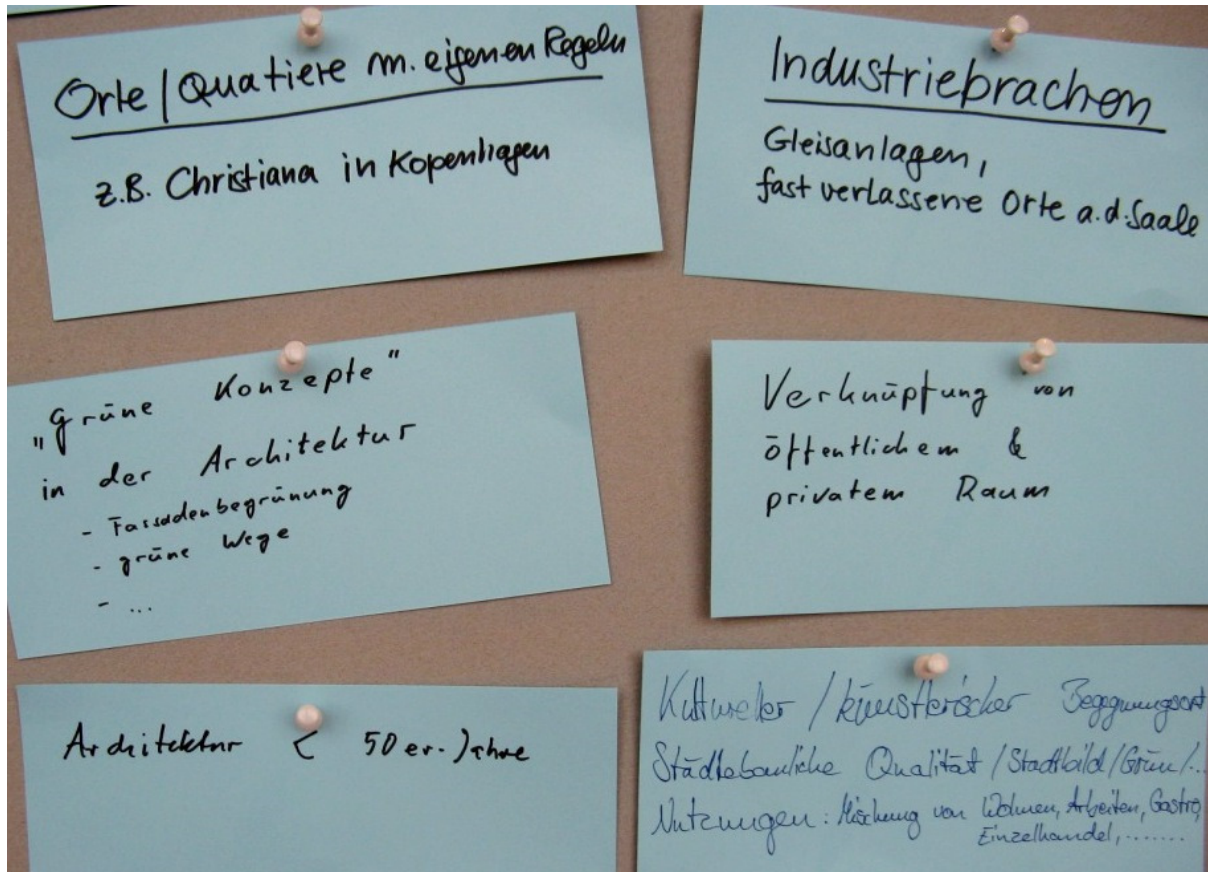 Orte / Quatiere m. eigenen Regeln
z.B. Christiana in Kopenhagen
Industriebrachen
Gleisanlagen,
fast verlassene Orte a.d. Saale
"grüne Konzepte"
in der Architektur
- Fassadenbegrünung
- grüne Wege
- ...
Verknüpfung von
öffentlichem &
privatem Raum
Architektur < 50er-Jahre
Kultureller / künstlerischer Begegnungsort
Städtebauliche Qualität / Stadtbild / Grün / ...
Nutzungen: Mischung von Wohnen, Arbeiten, Gastro,
Einzelhandel, ........